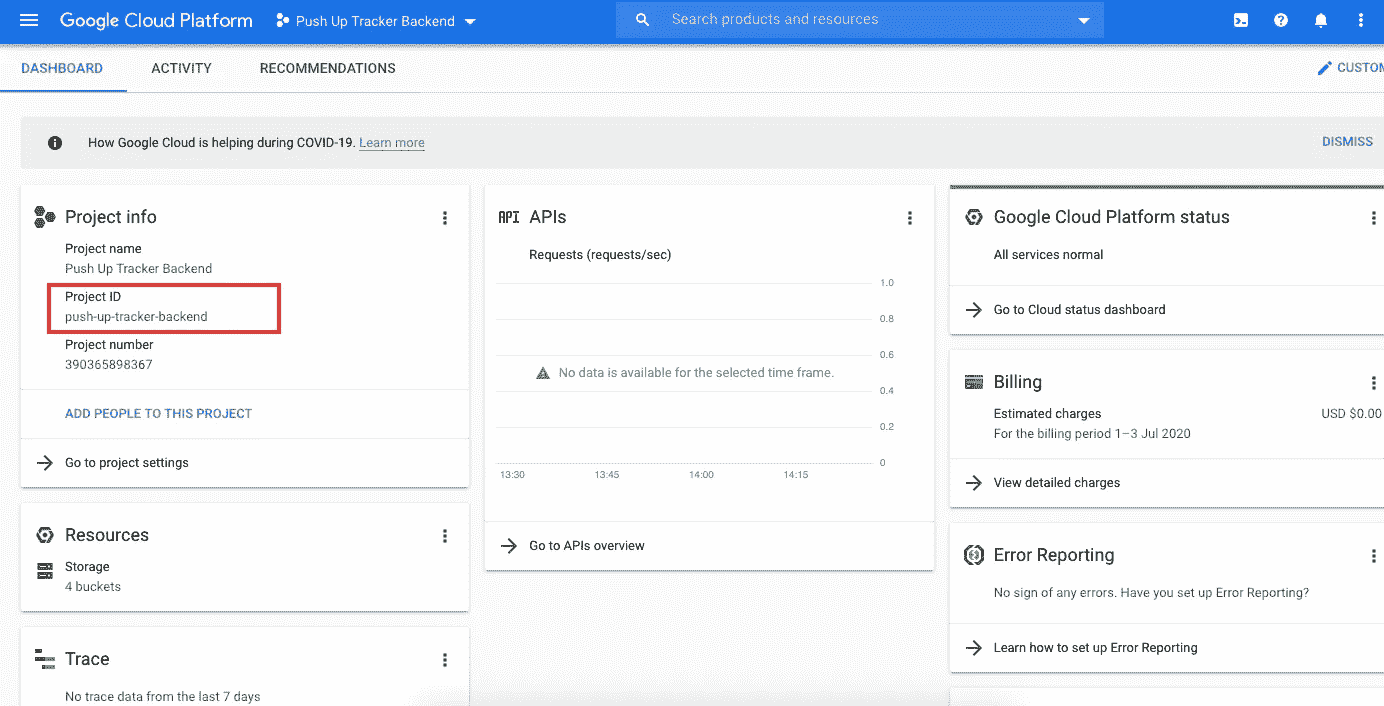 Google Cloud Platform
Push Up Tracker Backend
Search products and resources
DASHBOARD
ACTIVITY
RECOMMENDATIONS
How Google Cloud is helping during COVID-19. Learn more
DISMISS
Project info
Project name
Push Up Tracker Backend
Project ID
push-up-tracker-backend
Project number
390365898367
ADD PEOPLE TO THIS PROJECT
Go to project settings
Resources
Storage
4 buckets
Trace
No trace data from the last 7 days
API APIs
Requests (requests/sec)
1.0
0.8
0.6
No data is available for the selected time frame.
0.4
0.2
0
13:30
13:45
14:00
14:15
Go to APIs overview
Google Cloud Platform status
All services normal
Go to Cloud status dashboard
Billing
Estimated charges
USD $0.00
For the billing period 1–3 Jul 2020
View detailed charges
Error Reporting
No sign of any errors. Have you set up Error Reporting?
Learn how to set up Error Reporting